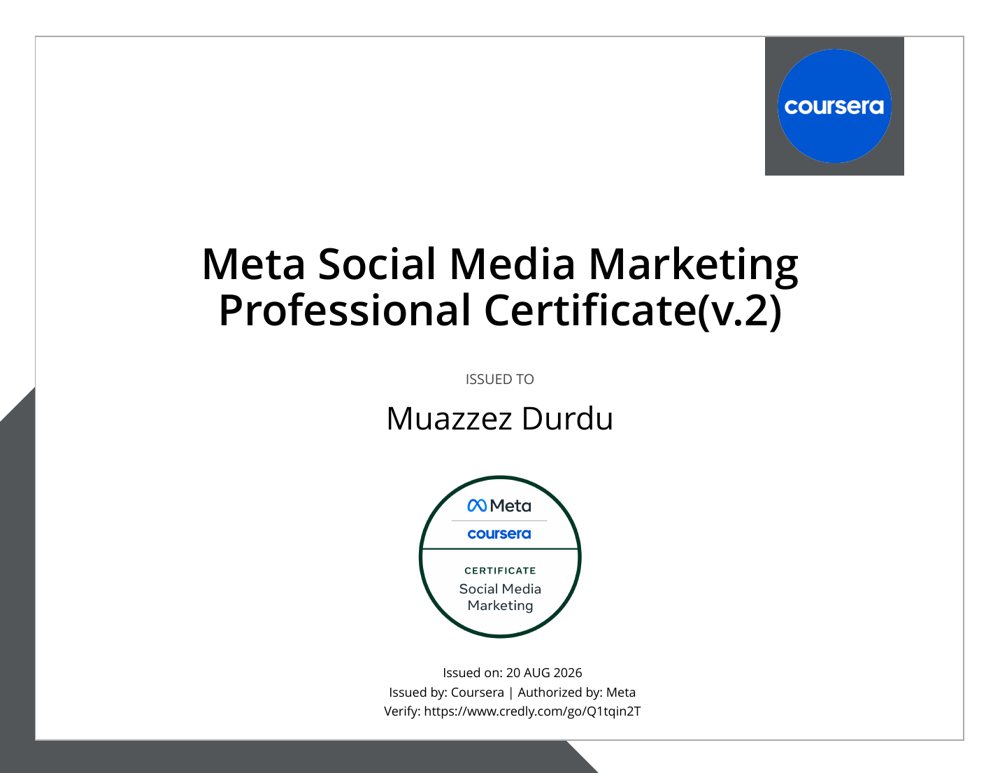 coursera
Meta Social Media Marketing
Professional Certificate(v.2)
ISSUED TO
Muazzez Durdu
Meta
coursera
CERTIFICATE
Social Media
Marketing
Issued on: 20 AUG 2026
Issued by: Coursera | Authorized by: Meta
Verify: https://www.credly.com/go/Q1tqin2T